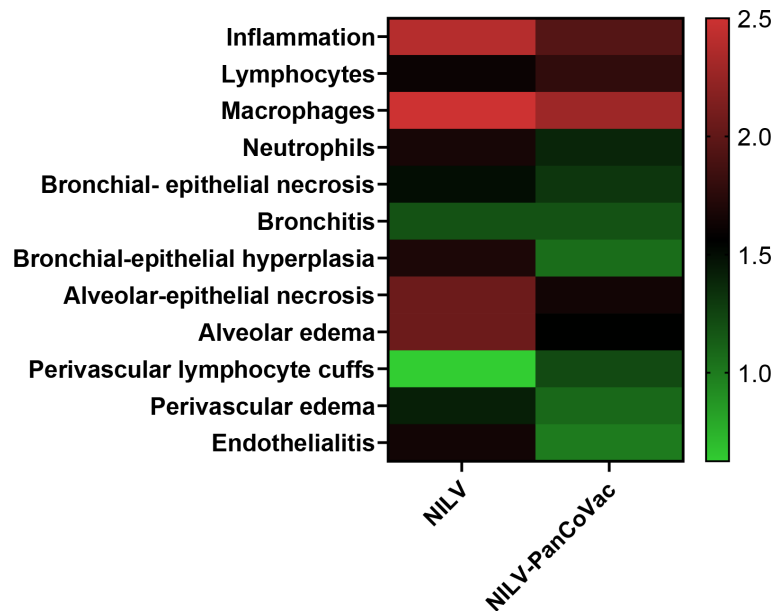 Inflammation
Lymphocytes
Macrophages
Neutrophils
Bronchial- epithelial necrosis
Bronchitis
Bronchial-epithelial hyperplasia
Alveolar-epithelial necrosis
Alveolar edema
Perivascular lymphocyte cuffs
Perivascular edema
Endothelialitis
NILV
NILV-PanCoVac
2.5
2.0
1.5
1.0